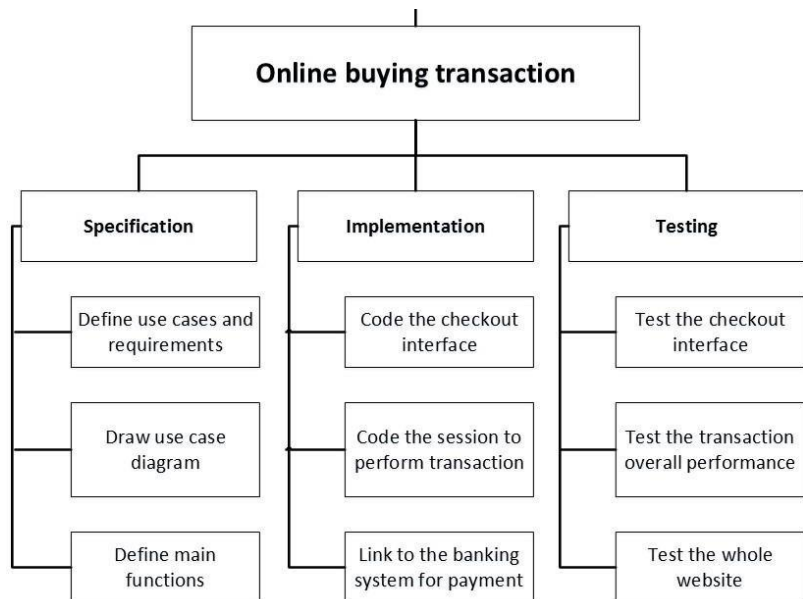 Online buying transaction
Specification
Define use cases and
requirements
Draw use case
diagram
Define main
functions
Implementation
Code the checkout
interface
Code the session to
perform transaction
Link to the banking
system for payment
Testing
Test the checkout
interface
Test the transaction
overall performance
Test the whole
website